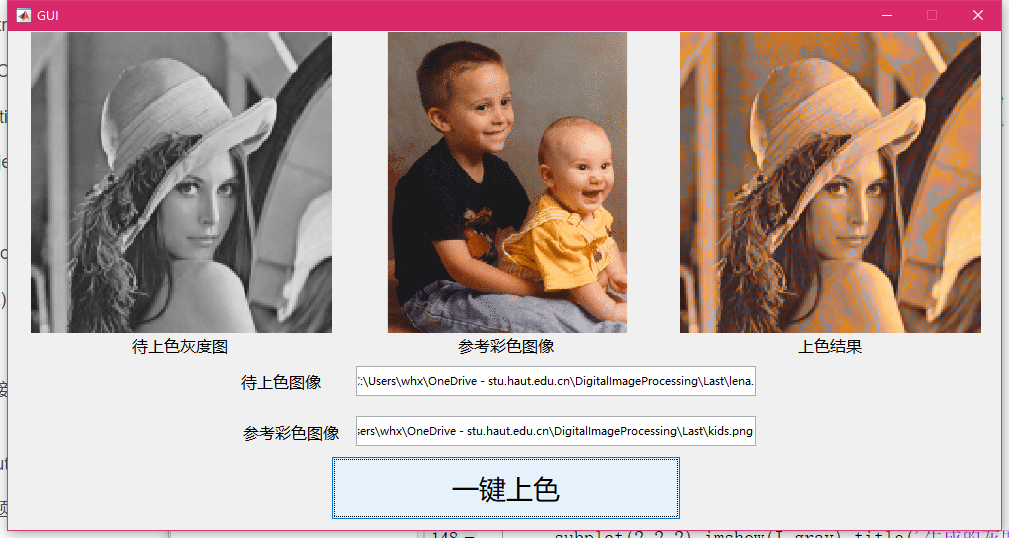 GUI
待上色灰度图
参考彩色图像
上色结果
待上色图像
:\Users\whx\OneDrive - stu.haut.edu.cn\DigitalImageProcessing\Last\lena.
参考彩色图像
sers\whx\OneDrive - stu.haut.edu.cn\DigitalImageProcessing\Last\kids.png
一键上色
148